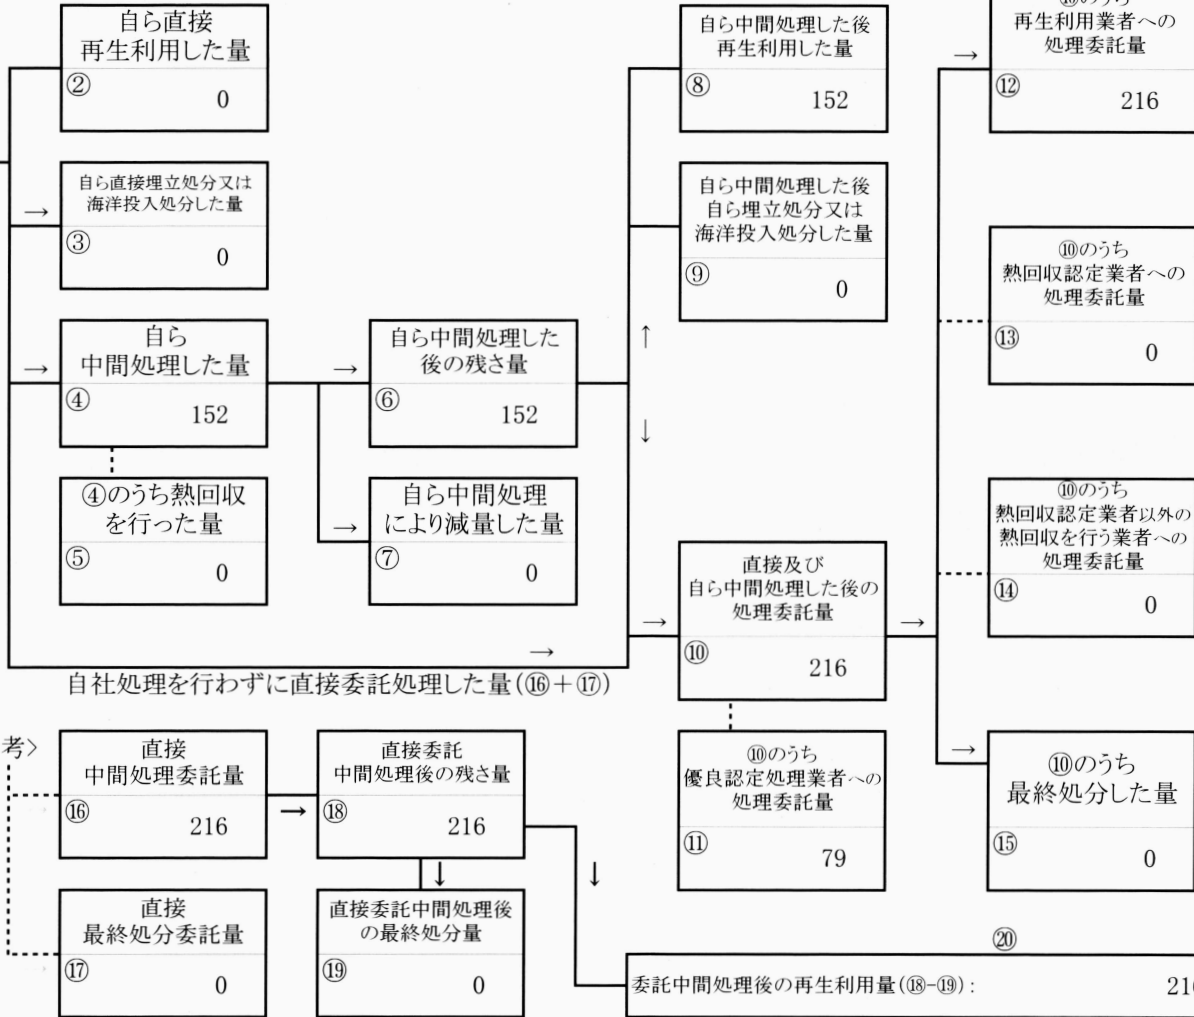 自ら直接
再生利用した量
②
0
自ら直接埋立処分又は
海洋投入処分した量
→
③
0
自ら
中間処理した量
→
④
152
④のうち熱回収
を行った量
⑤
0
自ら中間処理した
後の残さ量
→
⑥
152
自ら中間処理
により減量した量
→
⑦
0
自ら中間処理した後
再生利用した量
⑧
152
自ら中間処理した後
自ら埋立処分又は
海洋投入処分した量
⑨
0
↑
↓
直接及び
自ら中間処理した後の
処理委託量
→
⑩
216
→
⑩のうち
優良認定処理業者への
処理委託量
⑪
79
⑩のうち
再生利用業者への
処理委託量
→
⑫
216
⑩のうち
熱回収認定業者への
処理委託量
⑬
0
⑩のうち
熱回収認定業者以外の
熱回収を行う業者への
処理委託量
⑭
0
⑩のうち
最終処分した量
→
⑮
0
→
自社処理を行わずに直接委託処理した量(⑯+⑰)
考>
直接
中間処理委託量
⑯
216
→
直接委託
中間処理後の残さ量
⑱
216
↓
↓
直接
最終処分委託量
⑰
0
直接委託中間処理後
の最終処分量
⑲
0
⑳
委託中間処理後の再生利用量(⑱-⑲):